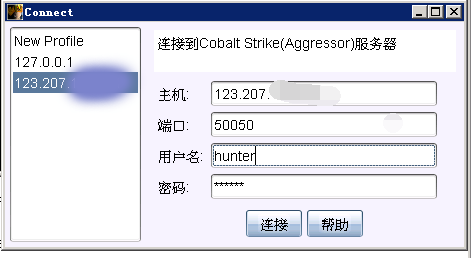 Connect
New Profile
127.0.0.1
123.207.
连接到Cobalt Strike(Aggressor)服务器
主机:
123.207.
端口:
50050
用户名:
hunter
密码:
******
连接
帮助